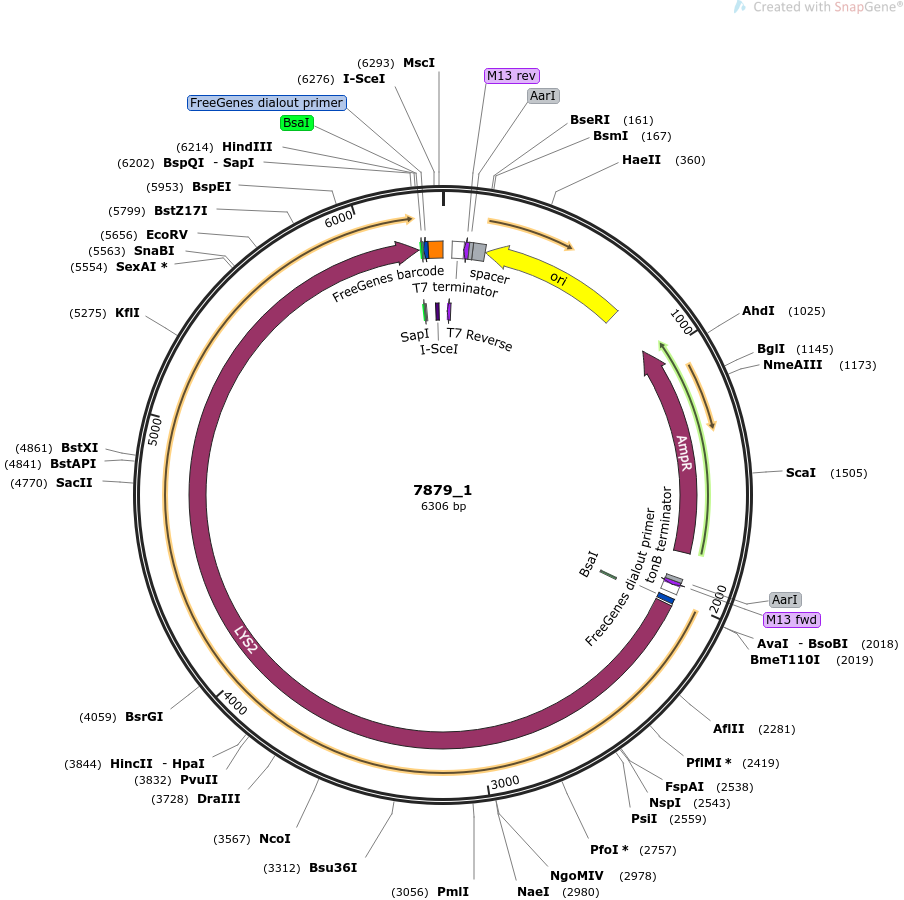 Created with SnapGene®
(6293) MscI
(6276) I-SceI
M13 rev
AarI
FreeGenes dialout primer
BsaI
BseRI (161)
BsmI (167)
HaeII (360)
(6214) HindIII
(6202) BspQI - SapI
(5953) BspEI
(5799) BstZ17I
(5656) EcoRV
(5563) SnaBI
(5554) SexAI *
(5275) KflI
(4861) BstXI
(4841) BstAPI
(4770) SacII
6000
FreeGenes barcode
T7 terminator
spacer
ori
SapI
I-SceI
T7 Reverse
1000
AhdI (1025)
BglI (1145)
NmeAIII (1173)
ScaI (1505)
5000
AmpR
7879_1
6306 bp
BsaI
FreeGenes dialout primer
tonB terminator
2000
AarI
M13 fwd
AvaI - BsoBI (2018)
BmeT110I (2019)
LYS2
4000
3000
AflII (2281)
PflMI * (2419)
FspAI (2538)
NspI (2543)
PsiI (2559)
PfoI * (2757)
NgoMIV (2978)
NaeI (2980)
(3056) PmlI
(3312) Bsu36I
(3567) NcoI
(3728) DraIII
(3832) PvuII
(3844) HincII - HpaI
(4059) BsrGI